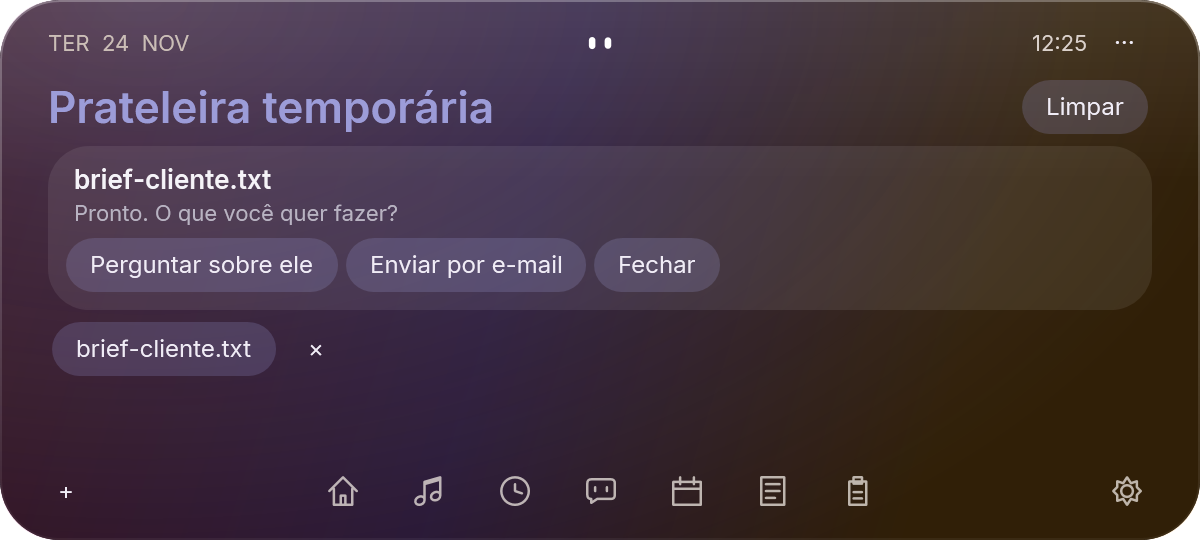 TER 24 NOV
12:25
Prateleira temporária
Limpar
brief-cliente.txt
Pronto. O que você quer fazer?
Perguntar sobre ele
Enviar por e-mail
Fechar
brief-cliente.txt